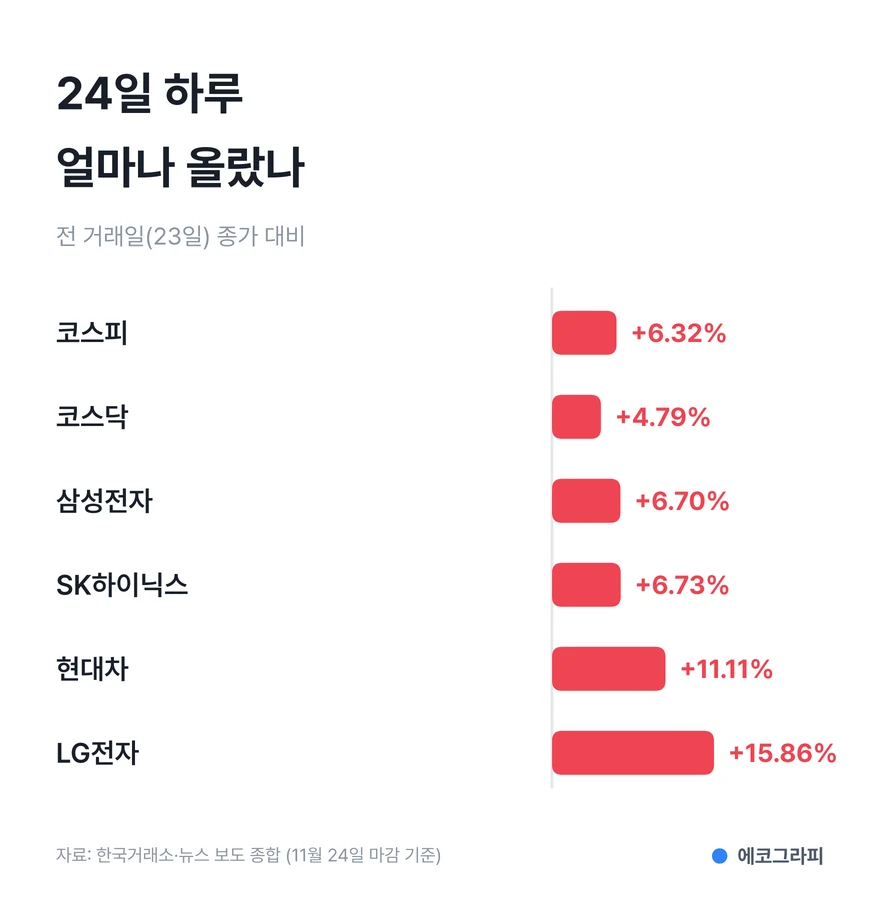 24일 하루
얼마나 올랐나
전 거래일(23일) 종가 대비
코스피 +6.32%
코스닥 +4.79%
삼성전자 +6.70%
SK하이닉스 +6.73%
현대차 +11.11%
LG전자 +15.86%
자료: 한국거래소·뉴스 보도 종합 (11월 24일 마감 기준)
에코그라피